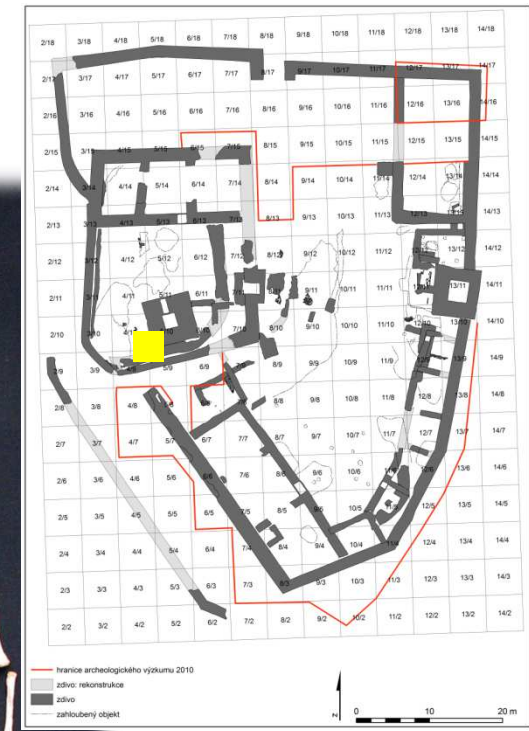 2/18 3/18 4/18 5/18 6/18 7/18 8/18 9/18 10/18 11/18 12/18 13/18 14/18
2/17 3/17 4/17 5/17 6/17 7/17 8/17 9/17 10/17 11/17 12/17 13/17 14/17
2/16 3/16 4/16 5/16 6/16 7/16 8/16 9/16 10/16 11/16 12/16 13/16 14/16
2/15 3/15 4/15 5/15 6/15 7/15 8/15 9/15 10/15 11/15 12/15 13/15 14/15
2/14 3/14 4/14 5/14 6/14 7/14 8/14 9/14 10/14 11/14 12/14 13/14 14/14
2/13 3/13 4/13 5/13 6/13 7/13 8/13 9/13 10/13 11/13 12/13 13/13 14/13
2/12 3/12 4/12 5/12 6/12 7/12 8/12 9/12 10/12 11/12 12/12 13/12 14/12
2/11 3/11 4/11 5/11 6/11 7/11 8/11 9/11 10/11 11/11 13/11 14/11
2/10 3/10 6/10 7/10 8/10 9/10 10/10 11/10 12/10 13/10 14/10
2/9 3/9 4/9 5/9 6/9 8/9 9/9 10/9 11/9 12/9 13/9 14/9
2/8 3/8 4/8 5/8 6/8 7/8 8/8 9/8 10/8 11/8 12/8 13/8 14/8
2/7 3/7 4/7 5/7 6/7 7/7 8/7 9/7 10/7 11/7 12/7 13/7 14/7
2/6 3/6 4/6 5/6 6/6 7/6 8/6 9/6 10/6 11/6 12/6 13/6 14/6
2/5 3/5 4/5 5/5 6/5 7/5 8/5 9/5 10/5 11/5 12/5 13/5 14/5
2/4 3/4 4/4 5/4 6/4 7/4 8/4 9/4 10/4 11/4 12/4 13/4 14/4
2/3 3/3 4/3 5/3 6/3 7/3 8/3 9/3 10/3 11/3 12/3 13/3 14/3
2/2 3/2 4/2 5/2 6/2 7/2 8/2 9/2 10/2 11/2 12/2 13/2 14/2
hranice archeologického výzkumu 2010
zdivo: rekonstrukce
zdivo
zahloubený objekt
Z
0 10 20 m